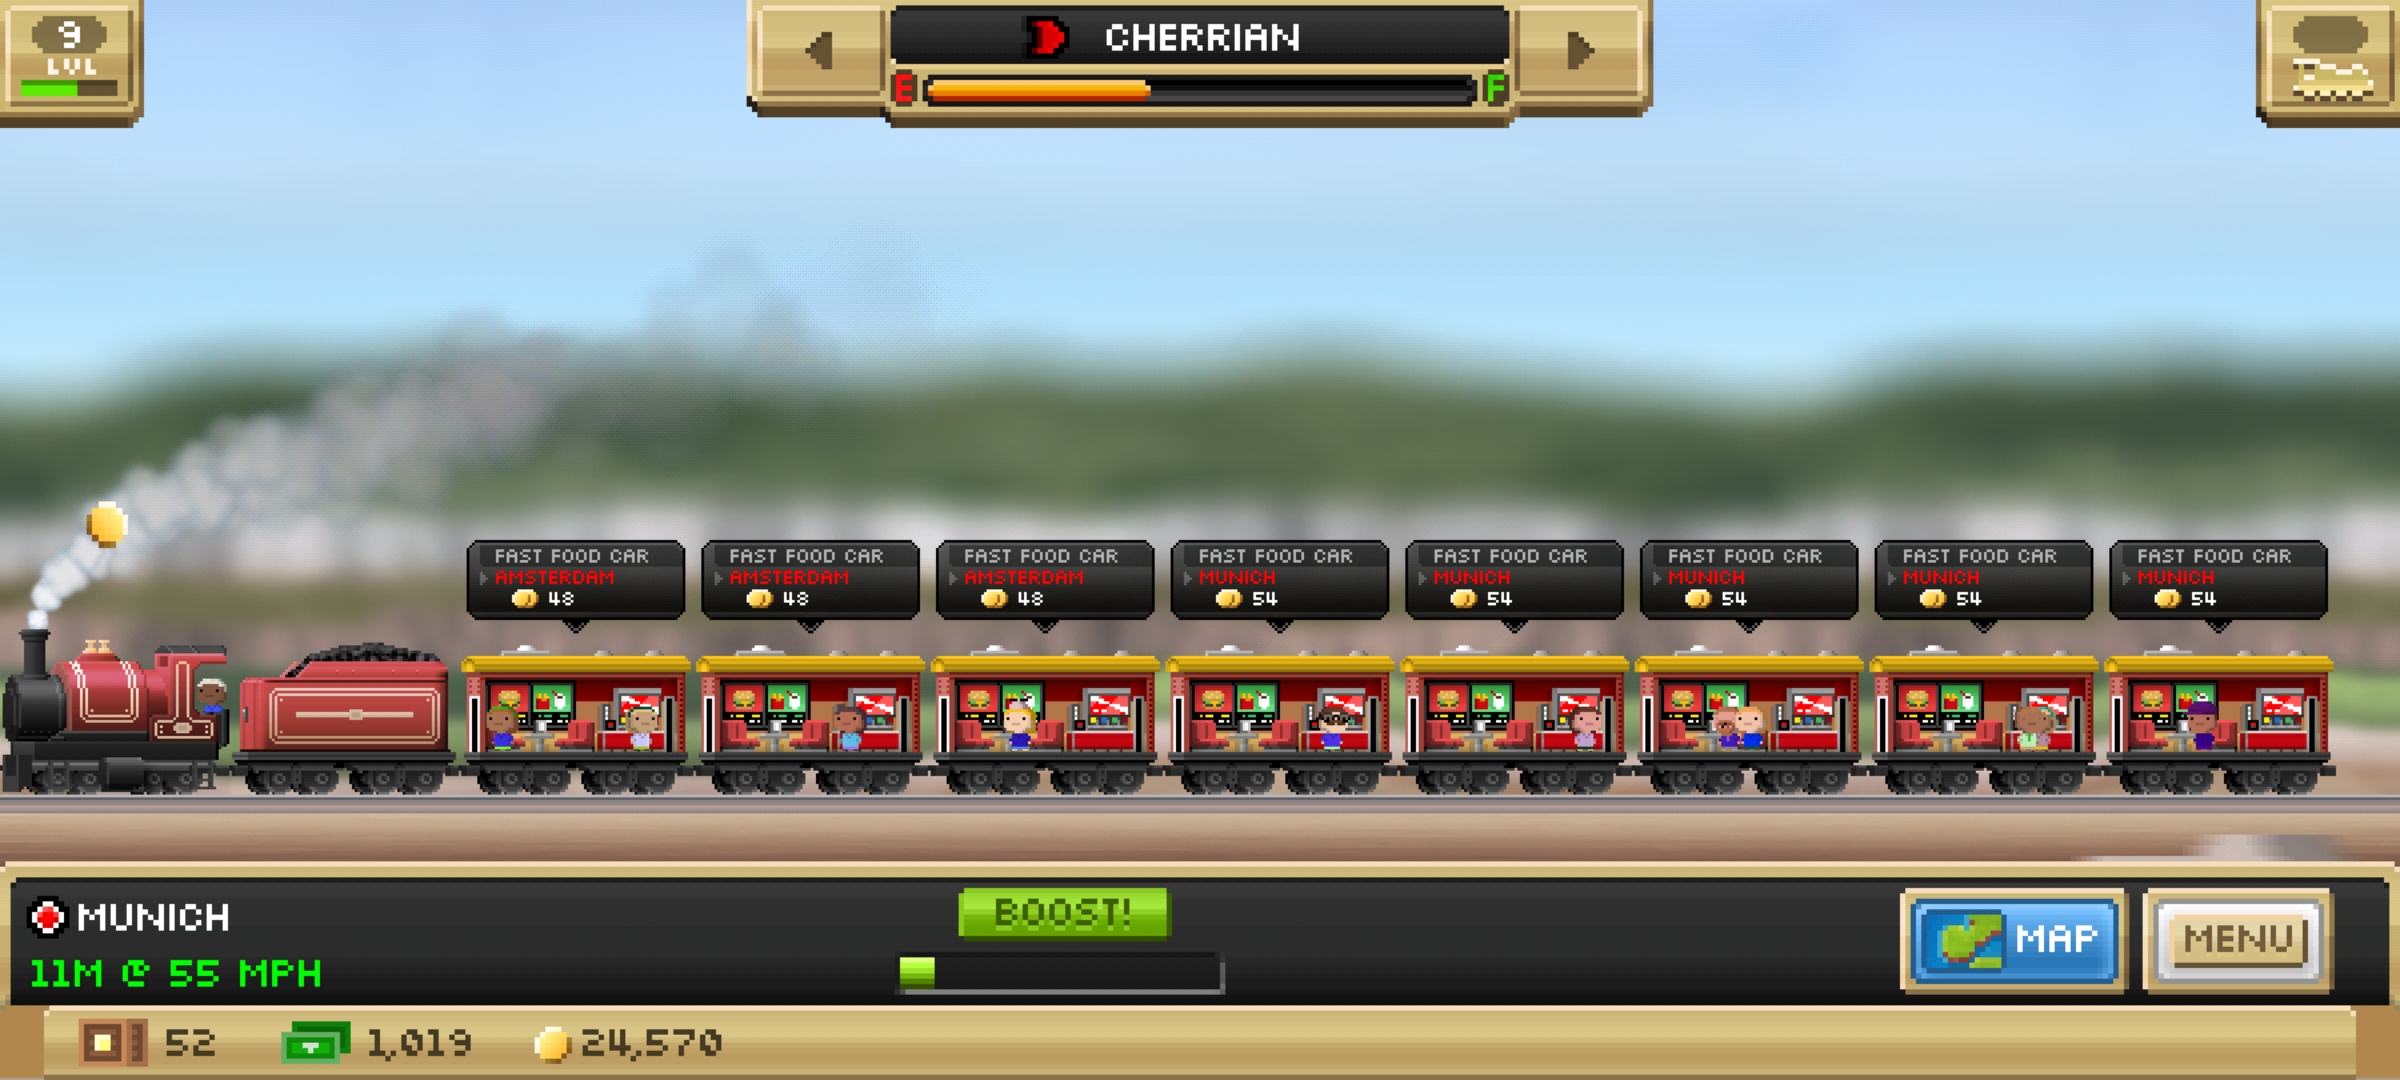 9
LVL
CHERRIAN
E
F
FAST FOOD CAR
AMSTERDAM
48
FAST FOOD CAR
AMSTERDAM
48
FAST FOOD CAR
AMSTERDAM
48
FAST FOOD CAR
MUNICH
54
FAST FOOD CAR
MUNICH
54
FAST FOOD CAR
MUNICH
54
FAST FOOD CAR
MUNICH
54
FAST FOOD CAR
MUNICH
54
MUNICH
11M @ 55 MPH
BOOST!
MAP
MENU
52
1,019
24,570